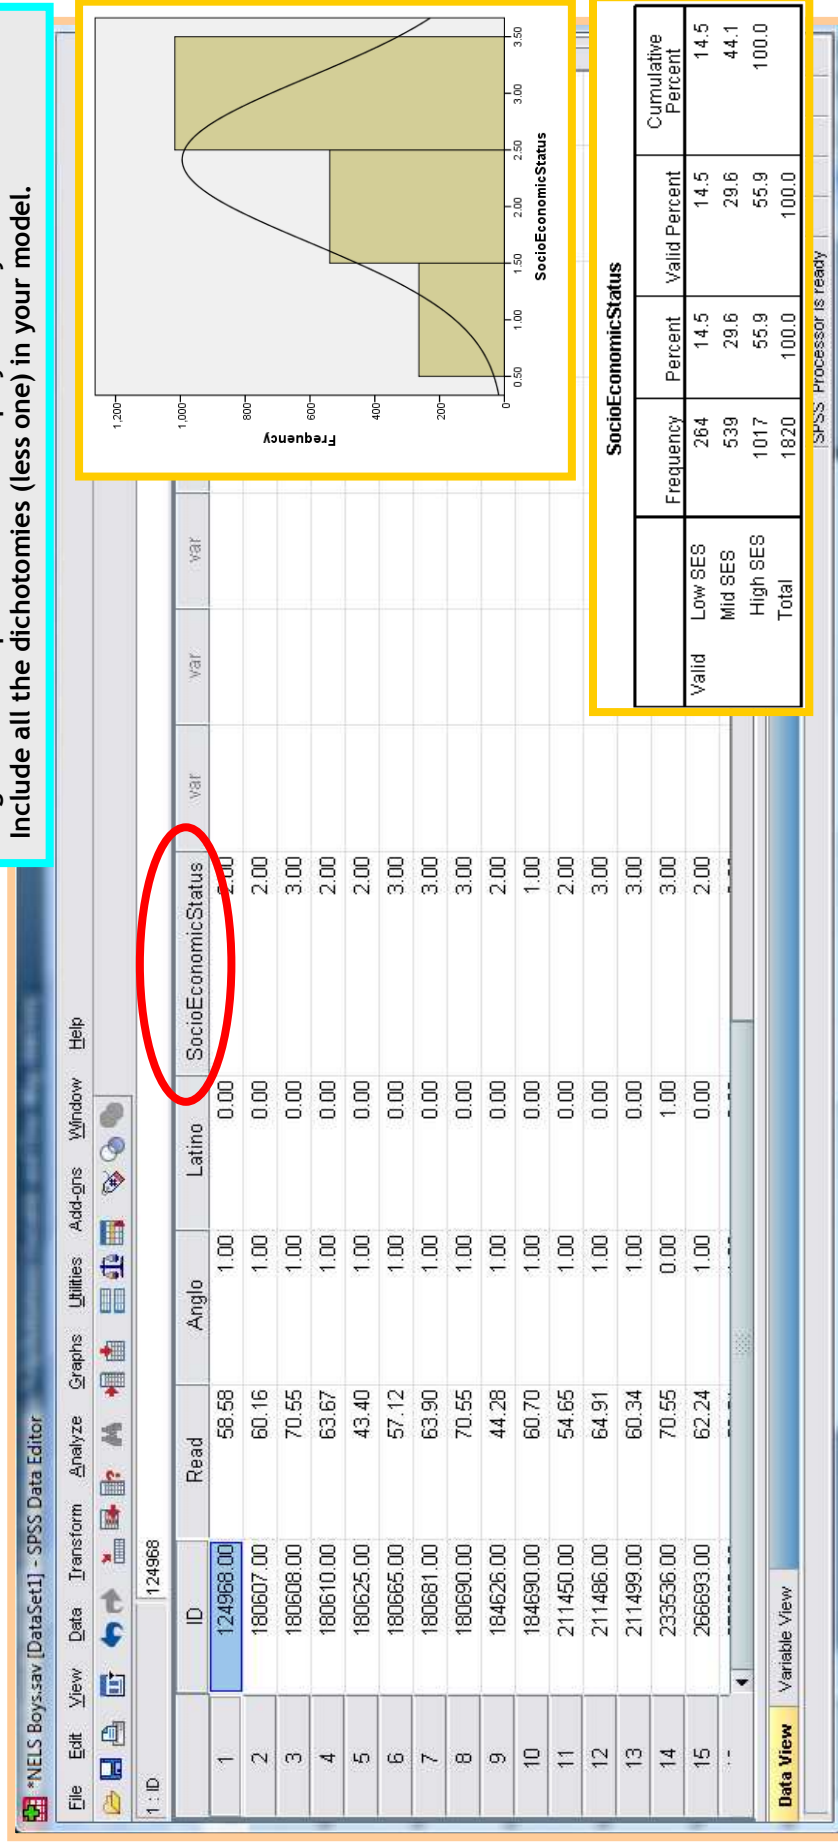 Include all the dichotomies (less one) in your model.
*NELS Boys.sav [DataSet1] - SPSS Data Editor
File Edit View Data Transform Analyze Graphs Utilities Add-ons Window Help
1 : ID 124968
ID Read Anglo Latino SocioEconomicStatus var var var
1 124968.00 58.58 1.00 0.00 2.00
2 180607.00 60.16 1.00 0.00 2.00
3 180608.00 70.55 1.00 0.00 3.00
4 180610.00 63.67 1.00 0.00 2.00
5 180625.00 43.40 1.00 0.00 2.00
6 180665.00 57.12 1.00 0.00 3.00
7 180681.00 63.90 1.00 0.00 3.00
8 180690.00 70.55 1.00 0.00 3.00
9 184626.00 44.28 1.00 0.00 2.00
10 184690.00 60.70 1.00 0.00 1.00
11 211450.00 54.65 1.00 0.00 2.00
12 211486.00 64.91 1.00 0.00 3.00
13 211499.00 60.34 1.00 0.00 3.00
14 233536.00 70.55 0.00 1.00 3.00
15 266693.00 62.24 1.00 0.00 2.00
Data View Variable View
SPSS Processor is ready
Frequency
1,200
1,000
800
600
400
200
0
0.50 1.00 1.50 2.00 2.50 3.00 3.50
SocioEconomicStatus
SocioEconomicStatus
Frequency Percent Valid Percent Cumulative Percent
Valid Low SES 264 14.5 14.5 14.5
Mid SES 539 29.6 29.6 44.1
High SES 1017 55.9 55.9 100.0
Total 1820 100.0 100.0